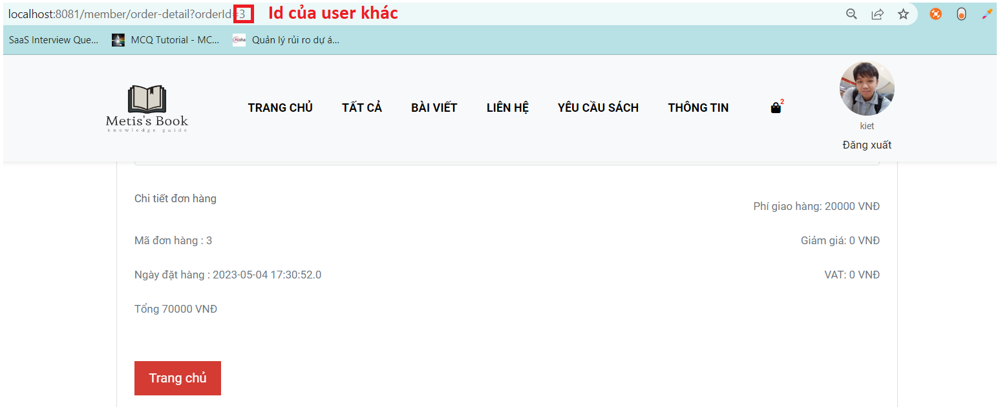 localhost:8081/member/order-detail?orderId=3
Id của user khác
SaaS Interview Que...
MCQ Tutorial - MC...
Atoha
Quản lý rủi ro dự á...
Metis's Book
knowledge guide
TRANG CHỦ
TẤT CẢ
BÀI VIẾT
LIÊN HỆ
YÊU CẦU SÁCH
THÔNG TIN
2
kiet
Đăng xuất
Chi tiết đơn hàng
Phí giao hàng: 20000 VNĐ
Mã đơn hàng : 3
Giảm giá: 0 VNĐ
Ngày đặt hàng : 2023-05-04 17:30:52.0
VAT: 0 VNĐ
Tổng 70000 VNĐ
Trang chủ